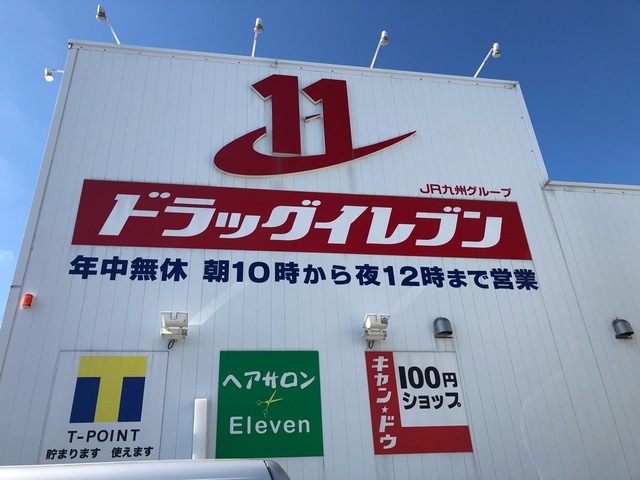 11
JR九州グループ
ドラッグイレブン
年中無休 朝10時から夜12時まで営業
T
T-POINT
貯まります 使えます
ヘアサロン
Eleven
キャン★ドゥ
100円
ショップ。